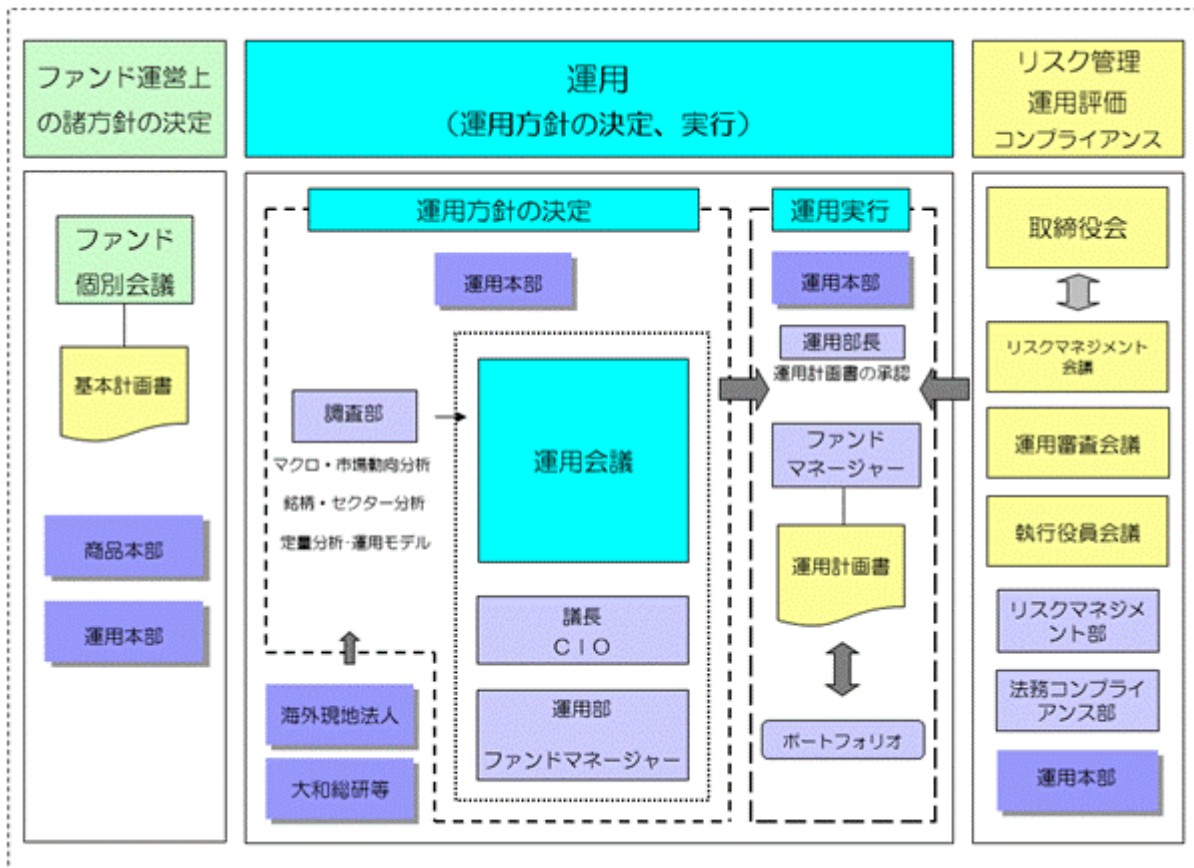 ファンド運営上
の諸方針の決定
運用
（運用方針の決定、実行）
リスク管理
運用評価
コンプライアンス
ファンド
個別会議
基本計画書
商品本部
運用本部
運用方針の決定
運用本部
調査部
マクロ・市場動向分析
銘柄・セクター分析
定量分析・運用モデル
運用会議
議長
ＣＩＯ
運用部
ファンドマネージャー
海外現地法人
大和総研等
運用実行
運用本部
運用部長
運用計画書の承認
ファンド
マネージャー
運用計画書
ポートフォリオ
取締役会
リスクマネジメント
会議
運用審査会議
執行役員会議
リスクマネジメ
ント部
法務コンプライ
アンス部
運用本部